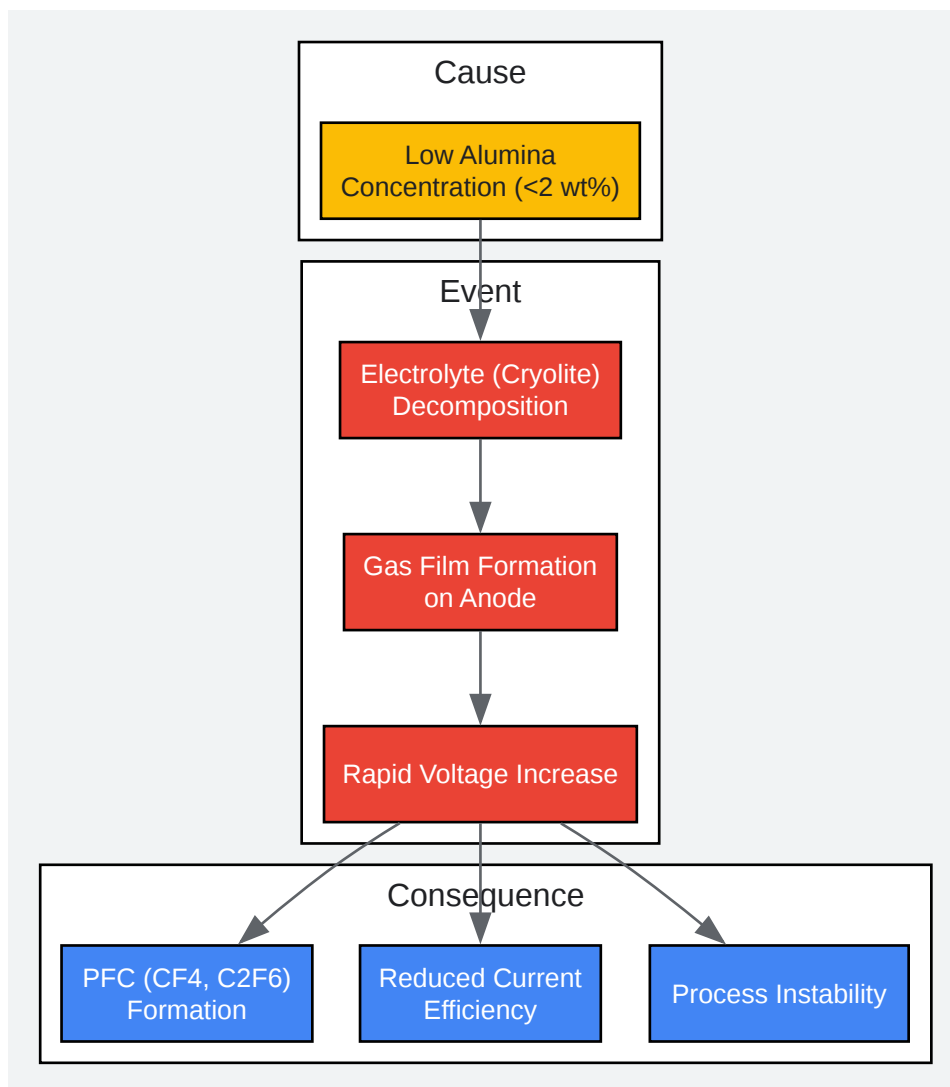 Cause
Low Alumina
Concentration (<2 wt%)
Event
Electrolyte (Cryolite)
Decomposition
Gas Film Formation
on Anode
Rapid Voltage Increase
Consequence
PFC (CF4, C2F6)
Formation
Reduced Current
Efficiency
Process Instability